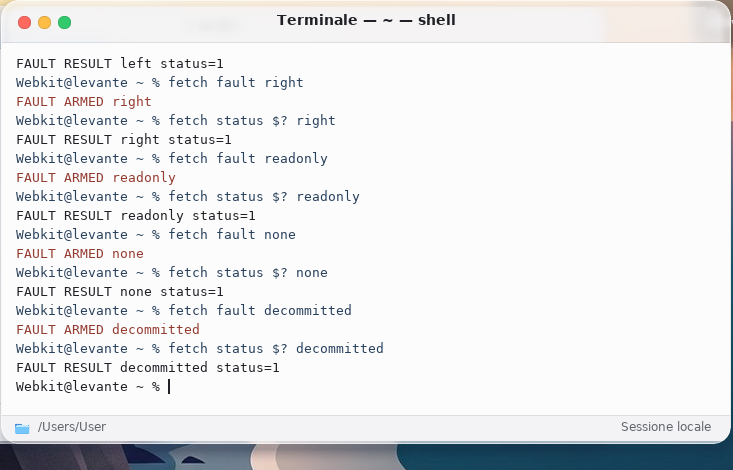 Terminale — ~ — shell
FAULT RESULT left status=1
Webkit@levante ~ % fetch fault right
FAULT ARMED right
Webkit@levante ~ % fetch status $? right
FAULT RESULT right status=1
Webkit@levante ~ % fetch fault readonly
FAULT ARMED readonly
Webkit@levante ~ % fetch status $? readonly
FAULT RESULT readonly status=1
Webkit@levante ~ % fetch fault none
FAULT ARMED none
Webkit@levante ~ % fetch status $? none
FAULT RESULT none status=1
Webkit@levante ~ % fetch fault decommitted
FAULT ARMED decommitted
Webkit@levante ~ % fetch status $? decommitted
FAULT RESULT decommitted status=1
Webkit@levante ~ %
/Users/User
Sessione locale